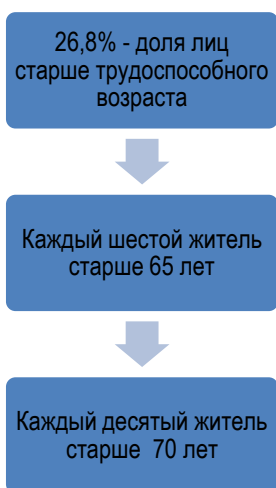 26,8% - доля лиц
старше трудоспособного
возраста
Каждый шестой житель
старше 65 лет
Каждый десятый житель
старше 70 лет